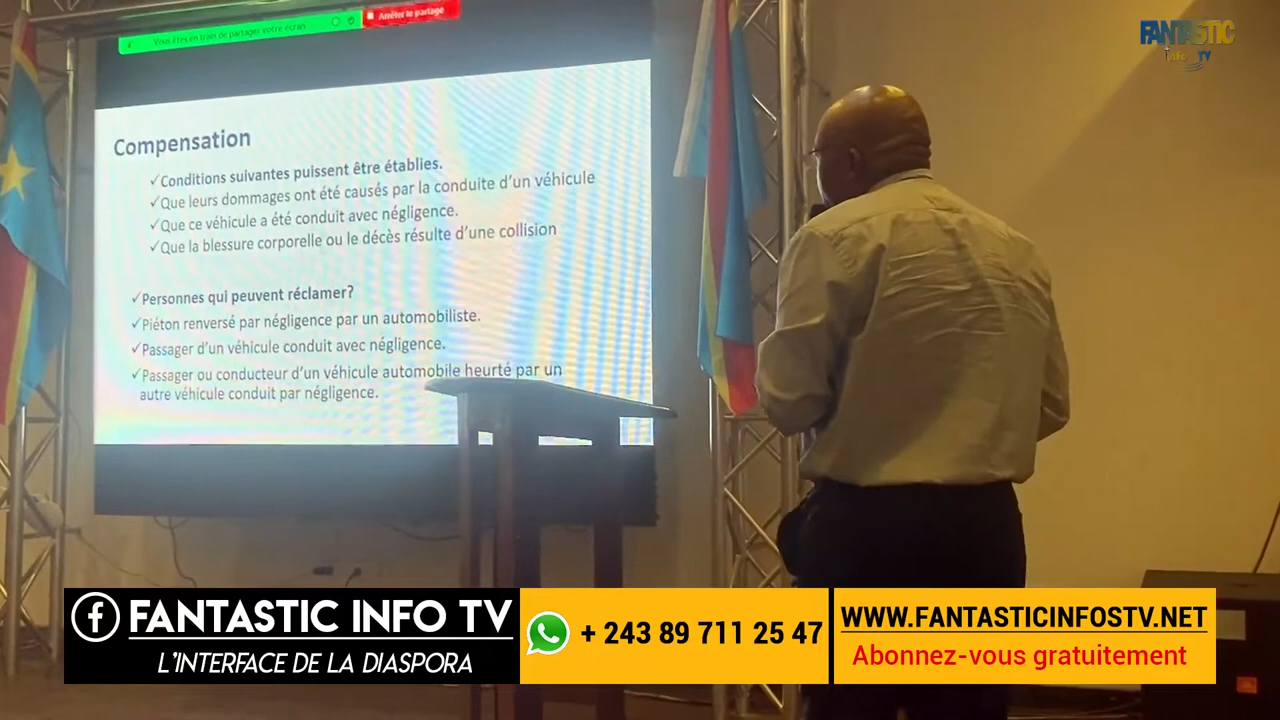 Vous êtes en train de partager votre écran
Arrêter le partage
FANTASTIC
Info TV
Compensation
✓Conditions suivantes puissent être établies.
✓Que leurs dommages ont été causés par la conduite d'un véhicule
✓Que ce véhicule a été conduit avec négligence.
✓Que la blessure corporelle ou le décès résulte d'une collision
✓Personnes qui peuvent réclamer?
✓Piéton renversé par négligence par un automobiliste.
✓Passager d'un véhicule conduit avec négligence.
✓Passager ou conducteur d'un véhicule automobile heurté par un
autre véhicule conduit par négligence.
FANTASTIC INFO TV
L'INTERFACE DE LA DIASPORA
+ 243 89 711 25 47
WWW.FANTASTICINFOSTV.NET
Abonnez-vous gratuitement